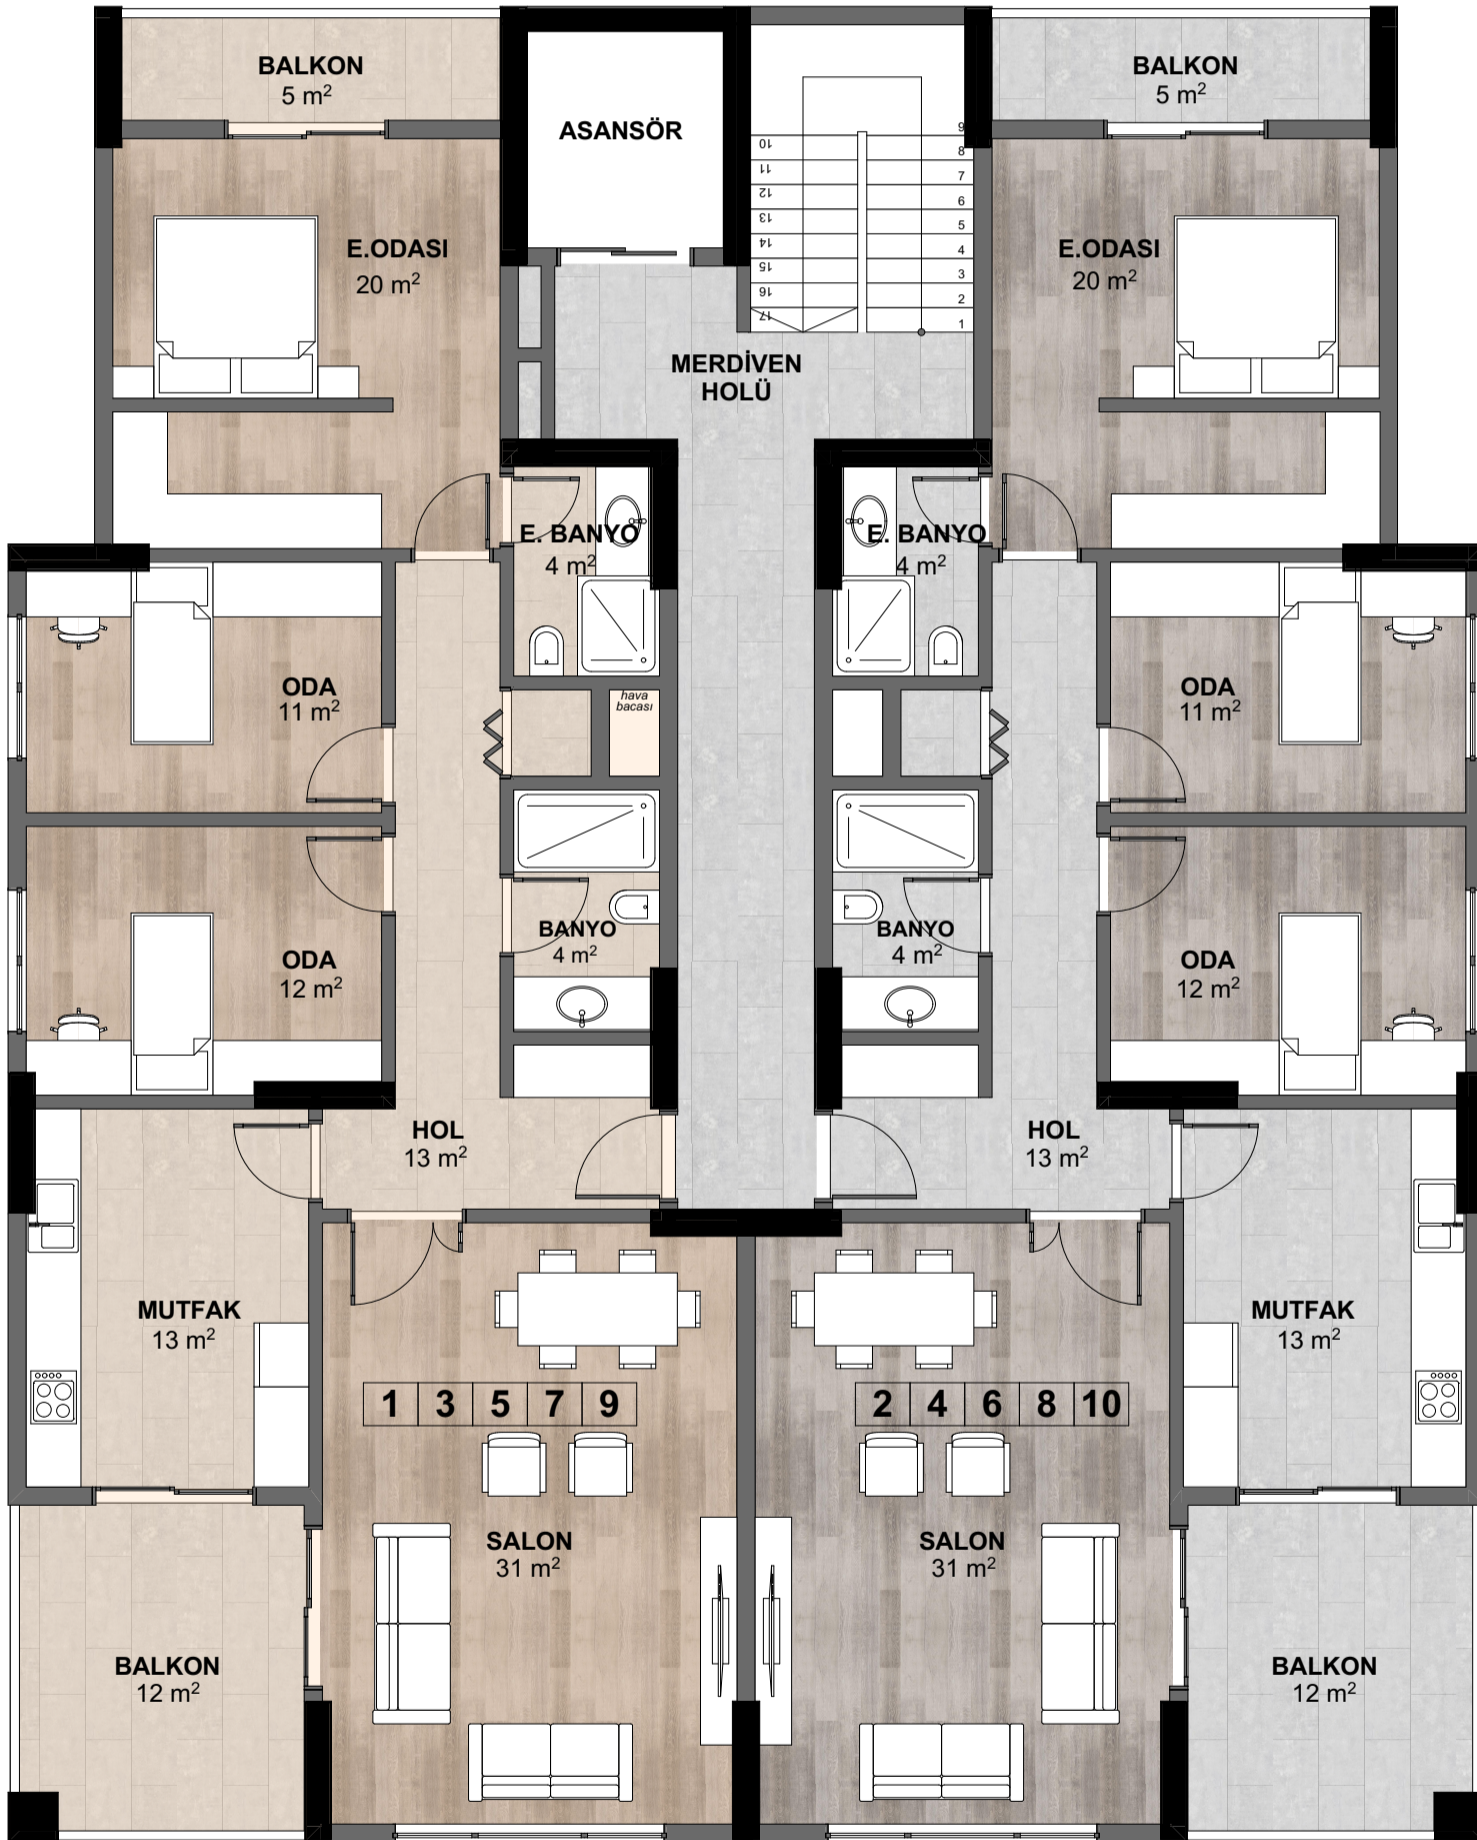 BALKON
5 m²
ASANSÖR
BALKON
5 m²
E.ODASI
20 m²
10
11
12
13
14
15
16
17
9
8
7
6
5
4
3
2
1
E.ODASI
20 m²
MERDİVEN
HOLÜ
E. BANYO
4 m²
E. BANYO
4 m²
ODA
11 m²
hava
bacası
ODA
11 m²
ODA
12 m²
BANYO
4 m²
BANYO
4 m²
ODA
12 m²
HOL
13 m²
HOL
13 m²
MUTFAK
13 m²
MUTFAK
13 m²
1 3 5 7 9
2 4 6 8 10
SALON
31 m²
SALON
31 m²
BALKON
12 m²
BALKON
12 m²